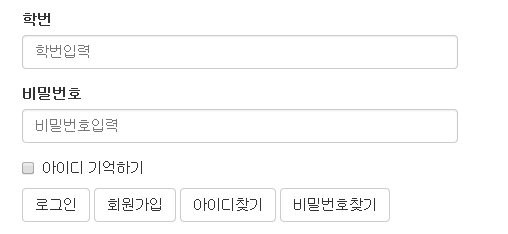 학번
학번입력
비밀번호
비밀번호입력
아이디 기억하기
로그인 회원가입 아이디찾기 비밀번호찾기